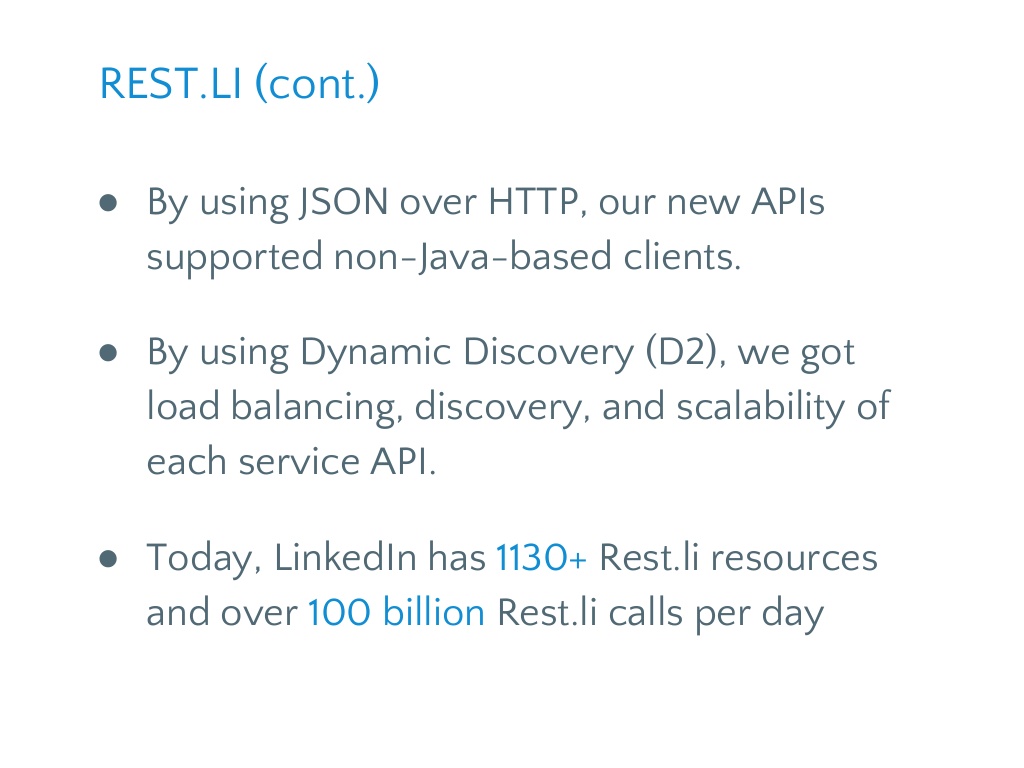 REST.LI (cont.)
● By using JSON over HTTP, our new APIs
supported non-Java-based clients.
● By using Dynamic Discovery (D2), we got
load balancing, discovery, and scalability of
each service API.
● Today, LinkedIn has 1130+ Rest.li resources
and over 100 billion Rest.li calls per day